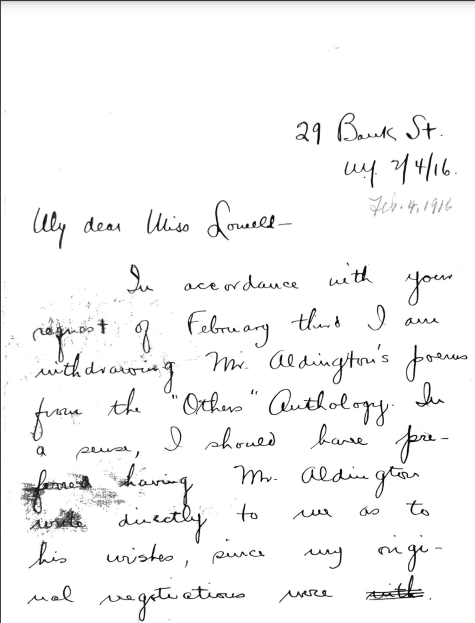 29 Bank St.
N.Y. 2/4/16.
Feb. 4, 1916
My dear Miss Lowell—
In accordance with your
request of February third I am
withdrawing Mr. Aldington's poems
from the "Others" Anthology. In
a sense, I should have pre-
ferred having Mr. Aldington
write directly to me as to
his wishes, since my origi-
nal negotiations were with.